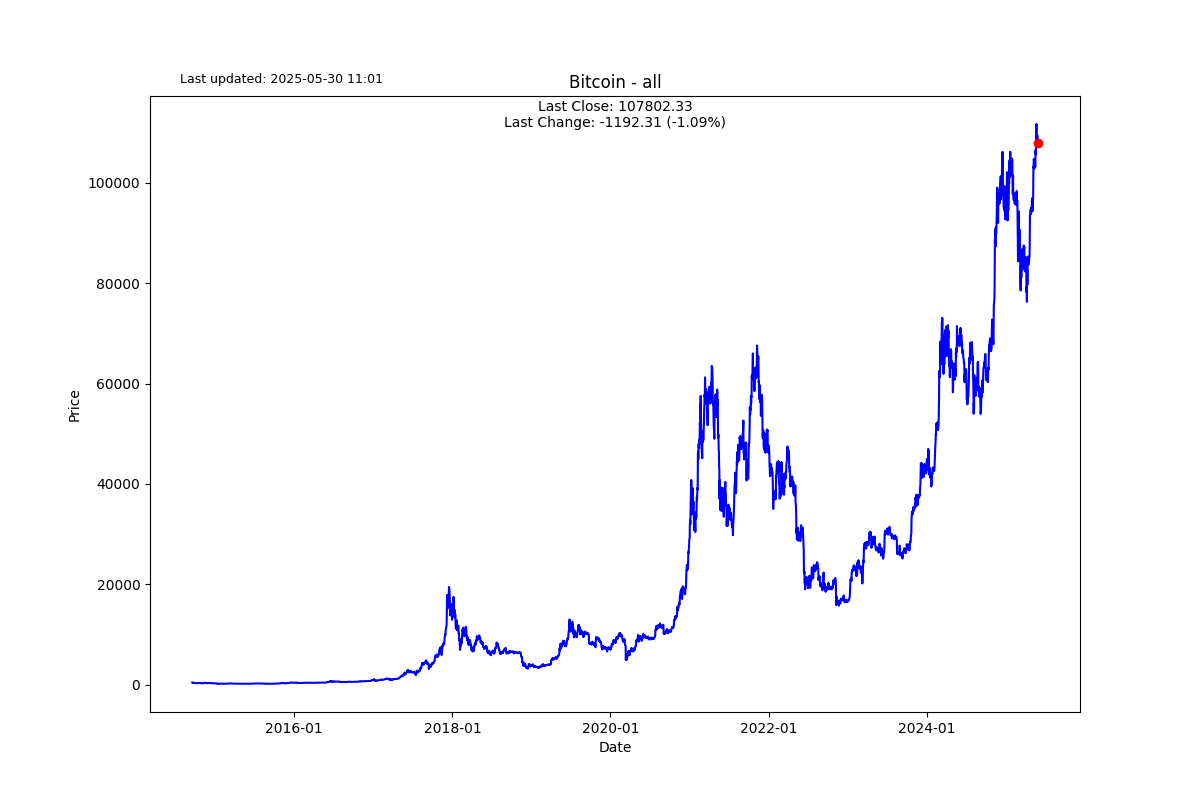 Last updated: 2025-05-30 11:01
Bitcoin - all
Last Close: 107802.33
Last Change: -1192.31 (-1.09%)
100000
80000
60000
40000
20000
0
Price
2016-01
2018-01
2020-01
2022-01
2024-01
Date